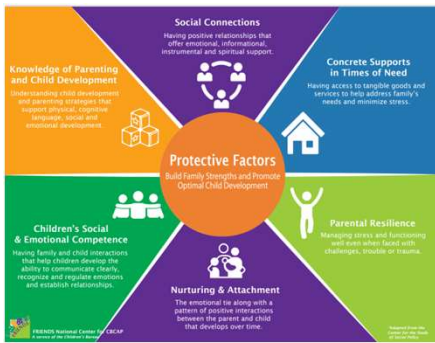 Social Connections
Having positive relationships that
offer emotional, informational,
instrumental and spiritual support.
Knowledge of Parenting
and Child Development
Understanding child development
and parenting strategies that
support physical, cognitive
language, social and
emotional development.
Concrete Supports
in Times of Need
Having access to tangible goods and
services to help address family's
needs and minimize stress.
Protective Factors
Build Family Strengths and Promote
Optimal Child Development
Children's Social
& Emotional Competence
Having family and child interactions
that help children develop the
ability to communicate clearly,
recognize and regulate emotions
and establish relationships.
Parental Resilience
Managing stress and functioning
well even when faced with
challenges, trouble or trauma.
Nurturing & Attachment
The emotional tie along with a
pattern of positive interactions
between the parent and child
that develops over time.
FRIENDS National Center for CBCAP
A service of the Children's Bureau
*Adapted from the
Center for the Study
of Social Policy